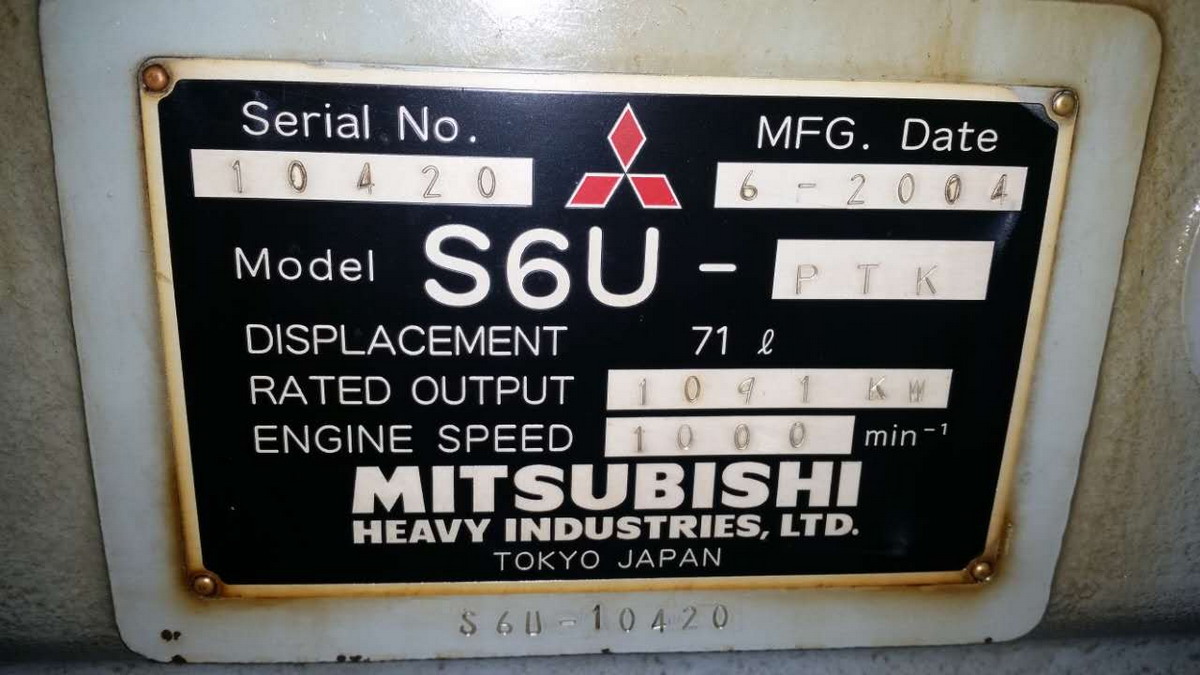 Serial No.
10420
MFG. Date
6-2004
Model S6U-PTK
DISPLACEMENT 71 ℓ
RATED OUTPUT 1091 KW
ENGINE SPEED 1000 min⁻¹
MITSUBISHI
HEAVY INDUSTRIES, LTD.
TOKYO JAPAN
S6U-10420